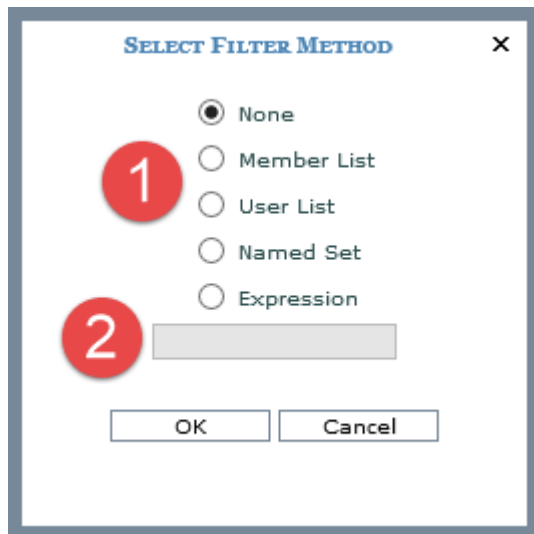 Select Filter Method ×
None
1
Member List
User List
Named Set
Expression
2
OK Cancel